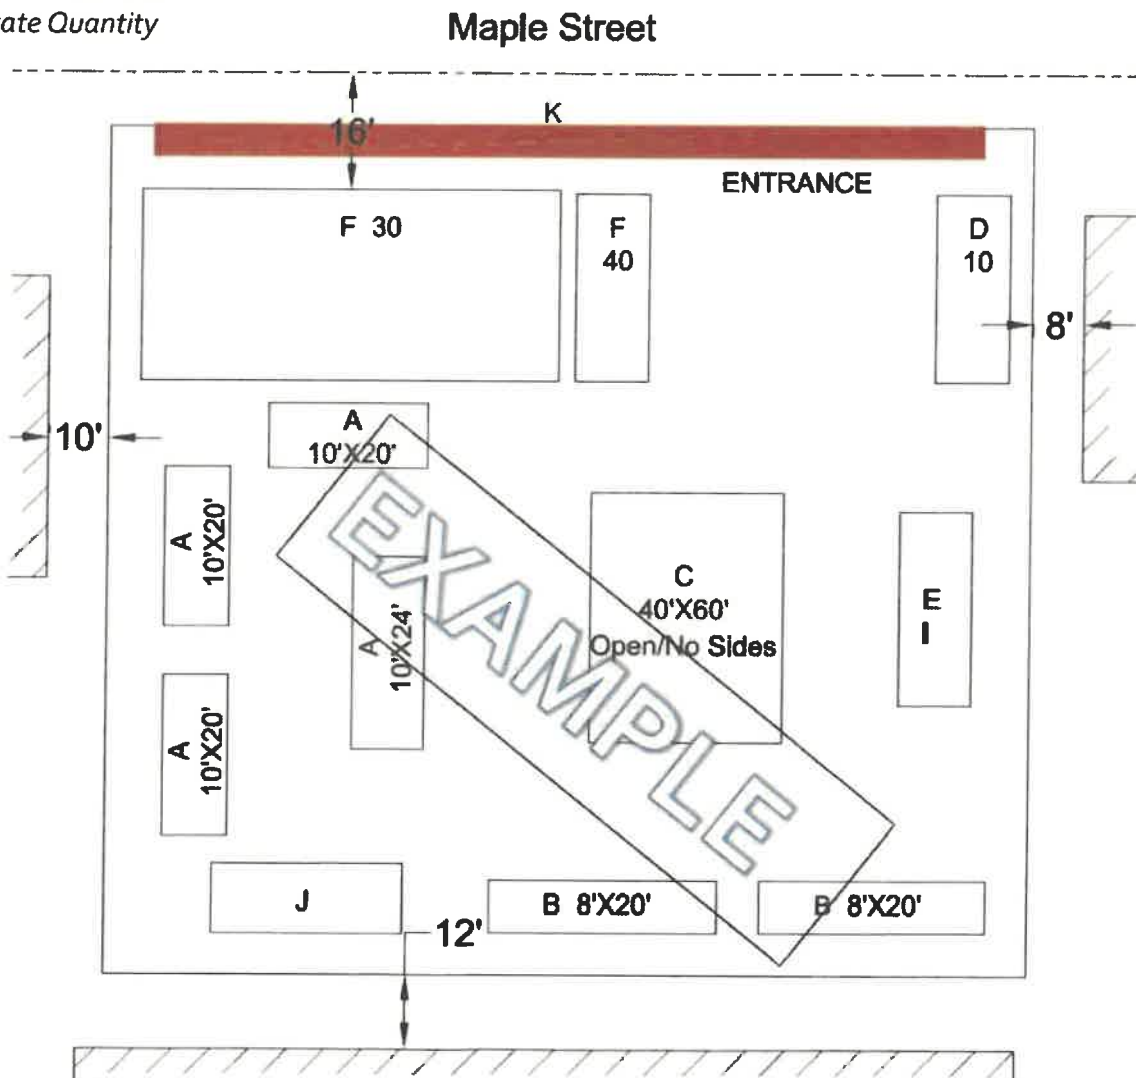 ate Quantity
Maple Street
K
16'
ENTRANCE
F 30
F
40
D
10
8'
10'
A
10'X20'
A
10'X20'
A
10'X24'
EXAMPLE
C
40'X60'
Open/No Sides
E
I
A
10'X20'
J
B 8'X20'
B 8'X20'
12'